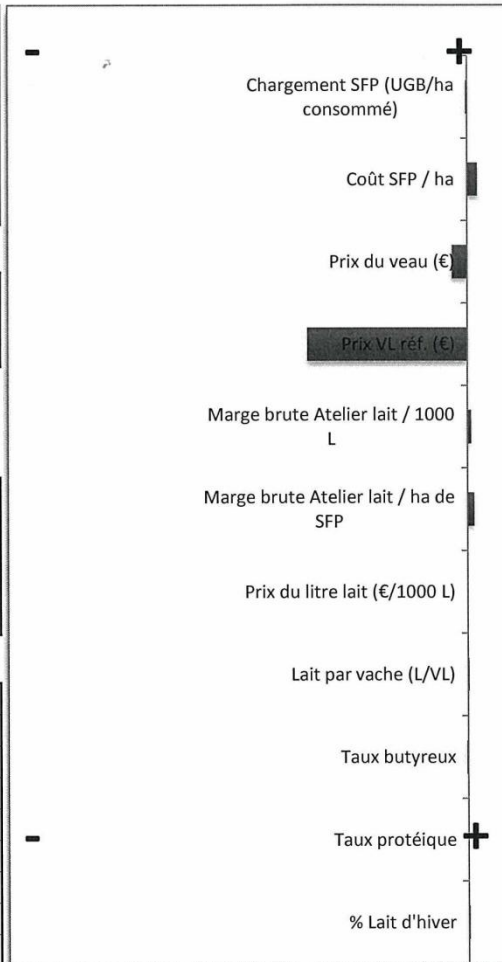 - +
Chargement SFP (UGB/ha
consommé)
Coût SFP / ha
Prix du veau (€)
Prix VL réf. (€)
Marge brute Atelier lait / 1000
L
Marge brute Atelier lait / ha de
SFP
Prix du litre lait (€/1000 L)
Lait par vache (L/VL)
Taux butyreux
- Taux protéique +
% Lait d'hiver